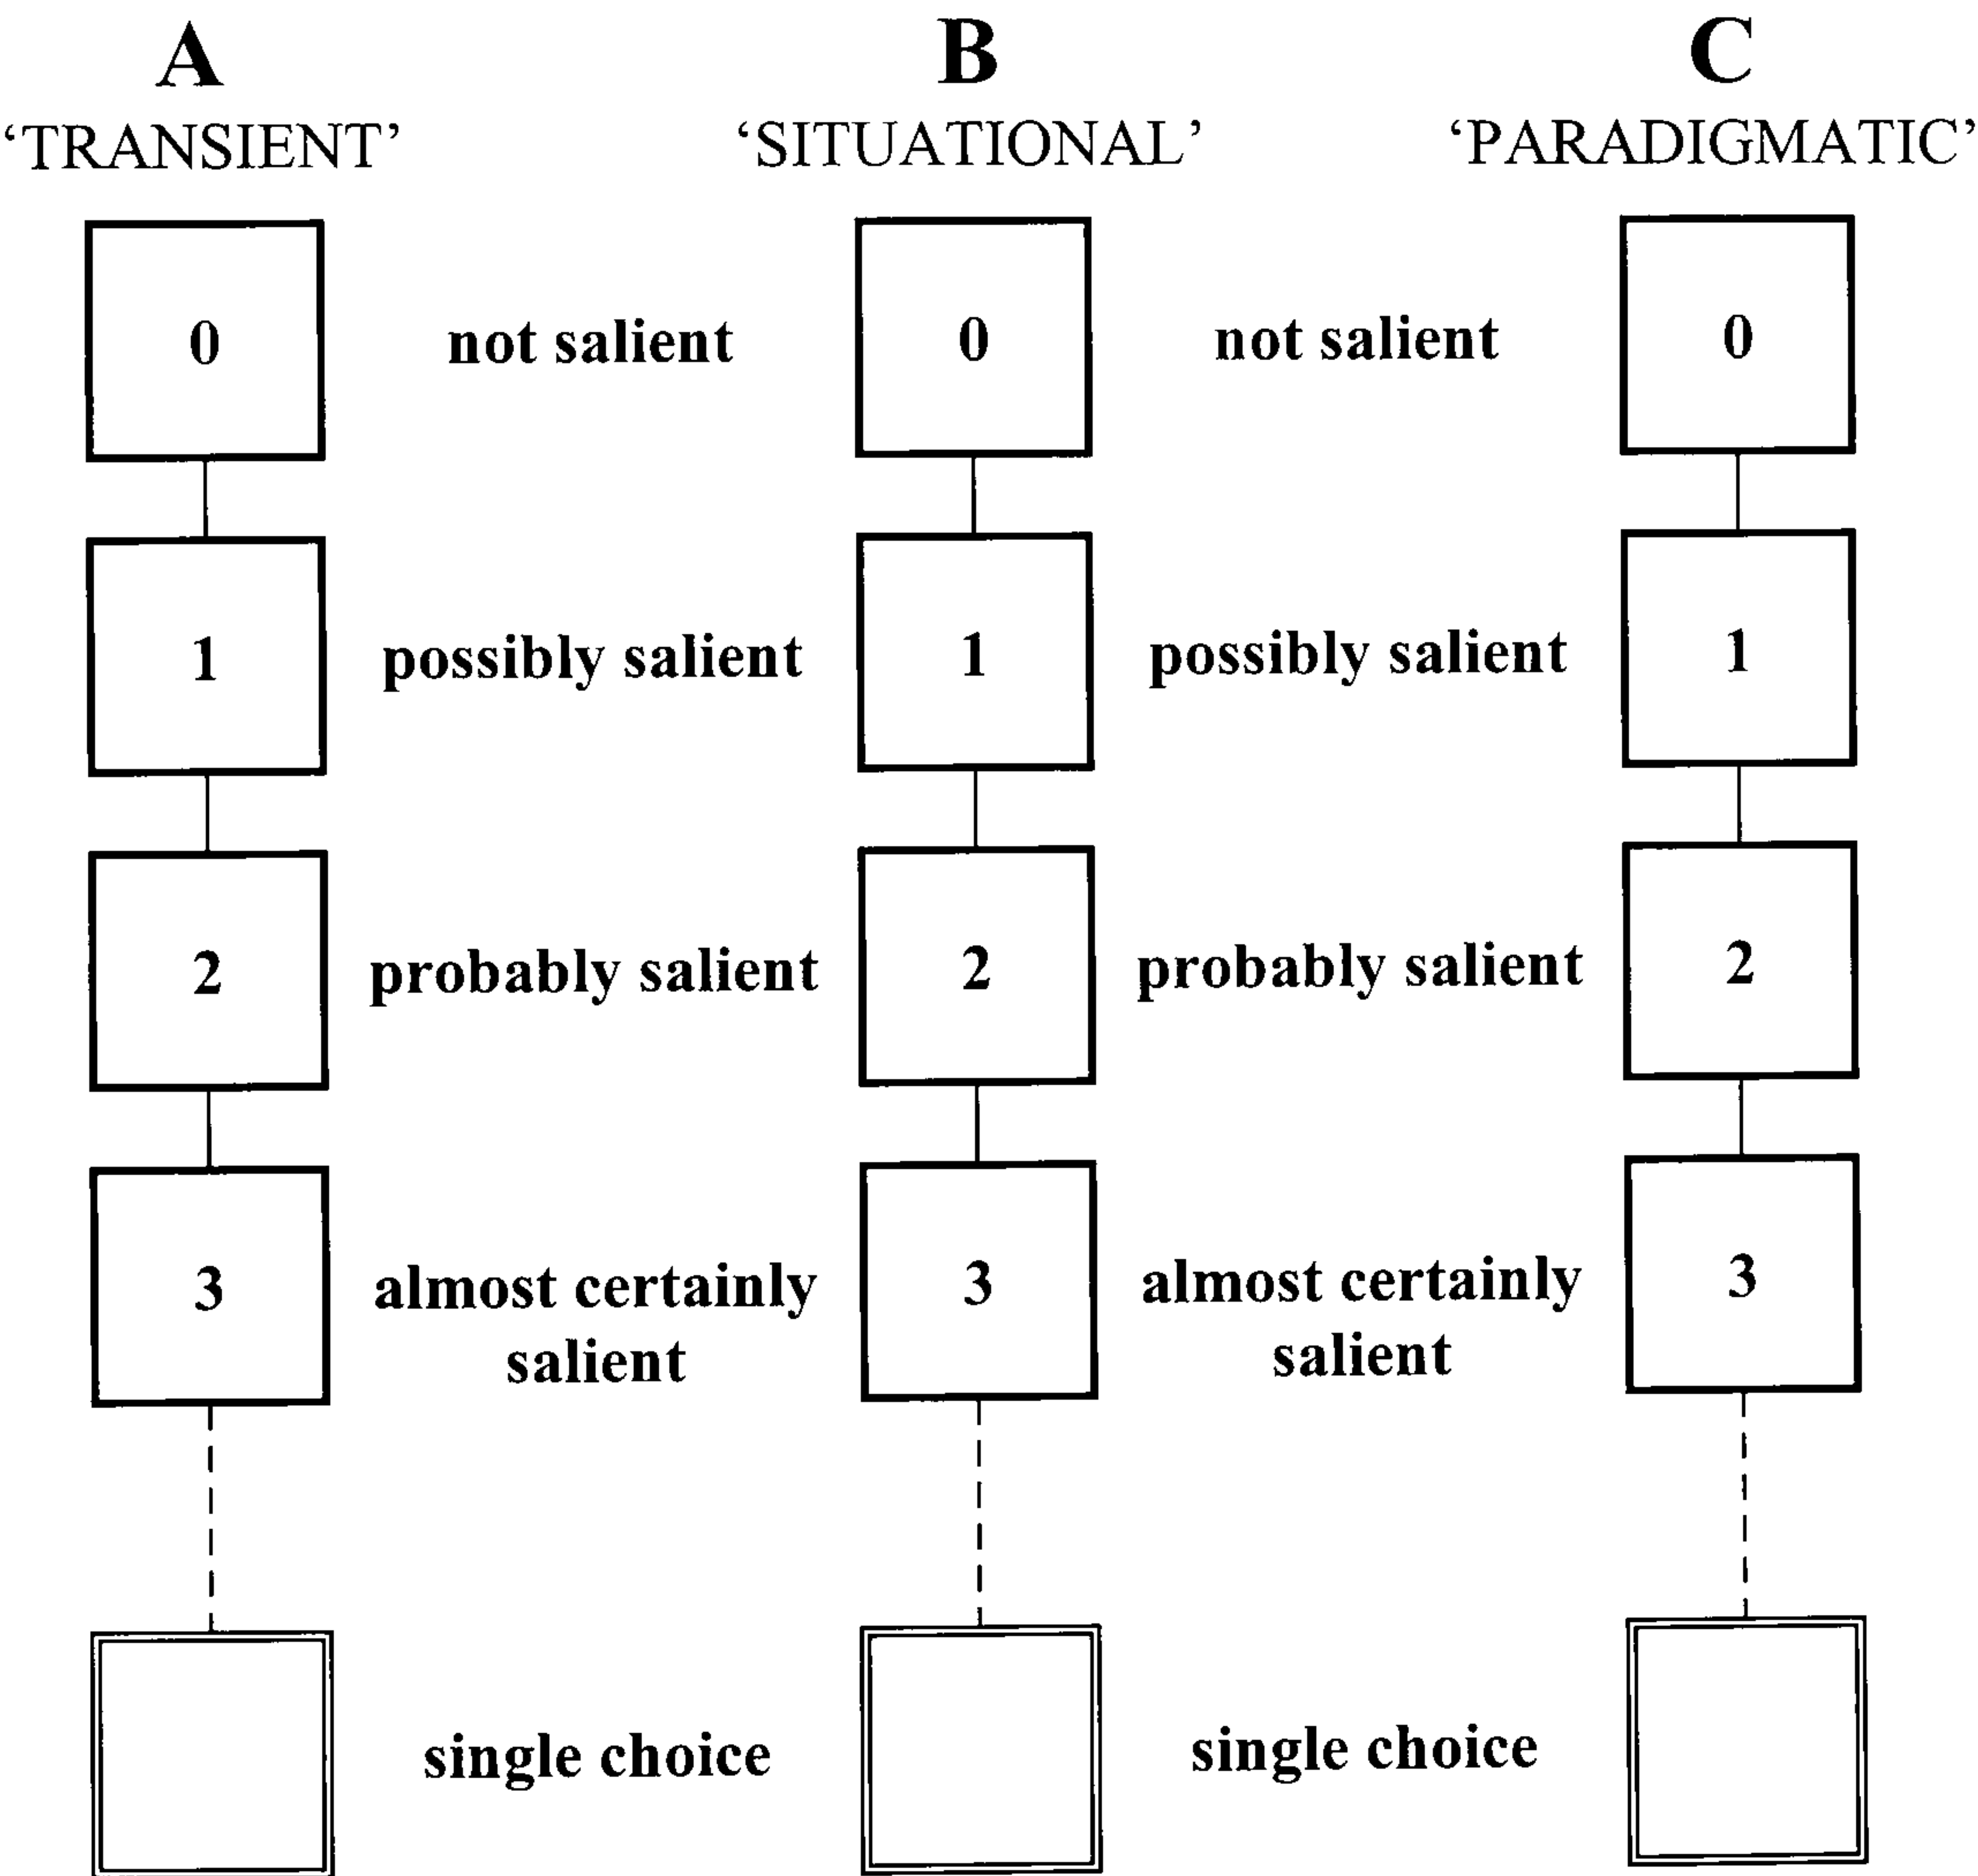 A B C
‘TRANSIENT’ ‘SITUATIONAL’ ‘PARADIGMATIC’
0 not salient 0 not salient 0
1 possibly salient 1 possibly salient 1
2 probably salient 2 probably salient 2
3 almost certainly 3 almost certainly 3
salient salient
single choice single choice